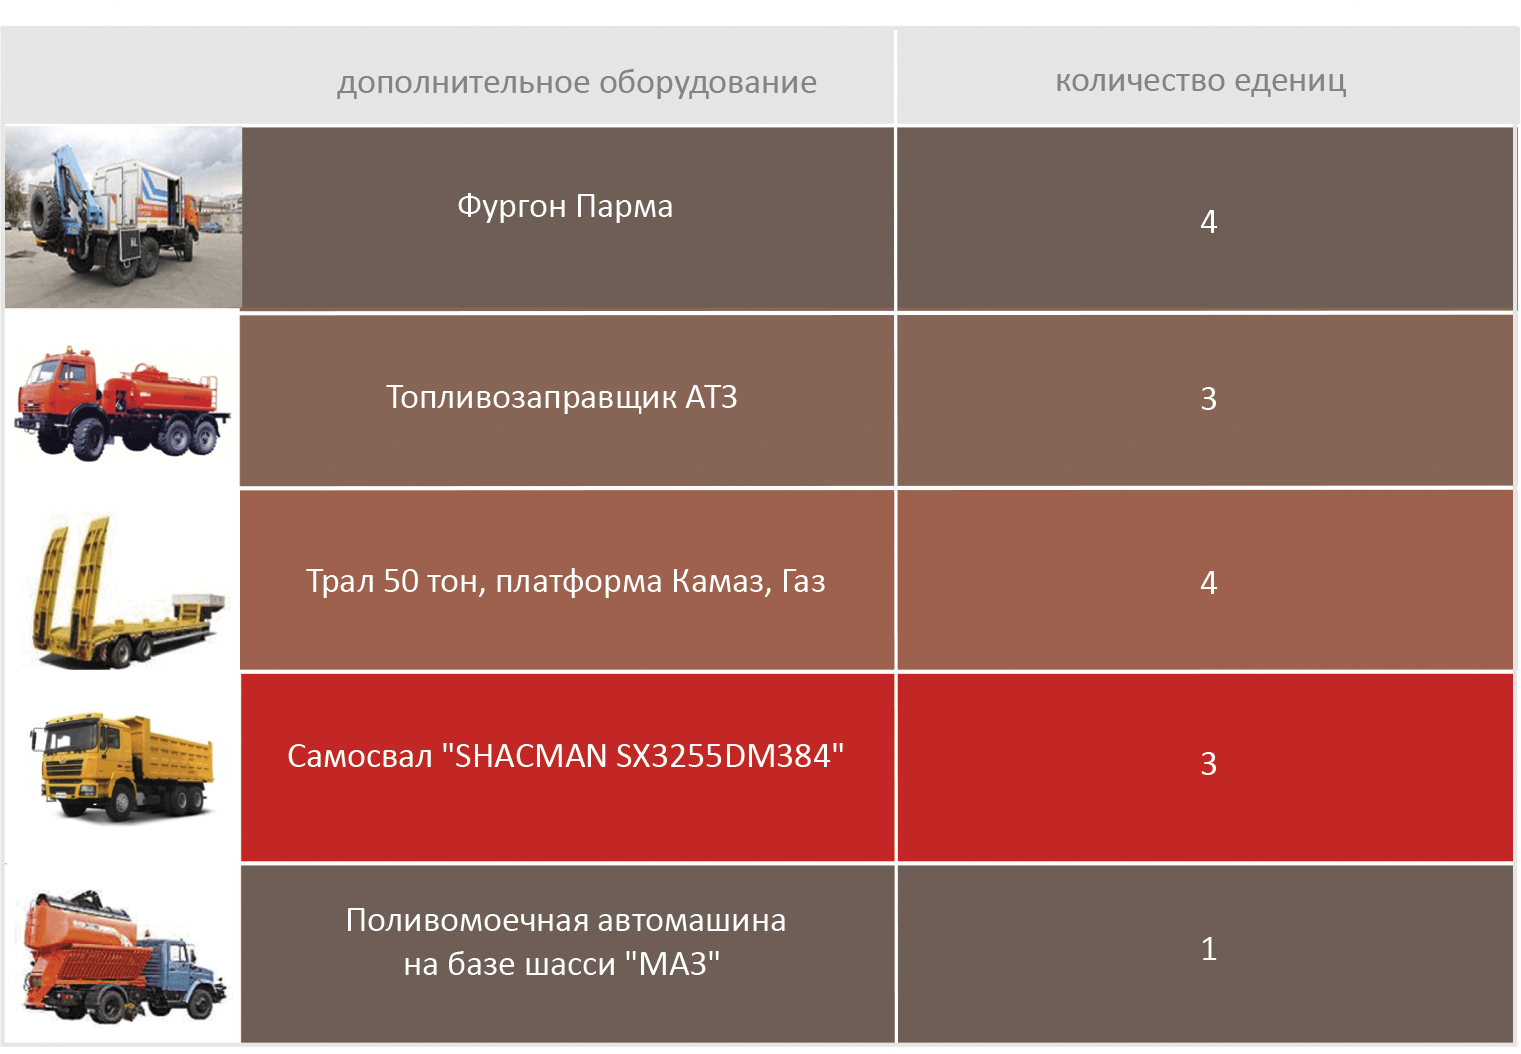 дополнительное оборудование
количество едениц
Фургон Парма
4
Топливозаправщик АТЗ
3
Трал 50 тон, платформа Камаз, Газ
4
Самосвал "SHACMAN SX3255DM384"
3
Поливомоечная автомашина
на базе шасси "МАЗ"
1